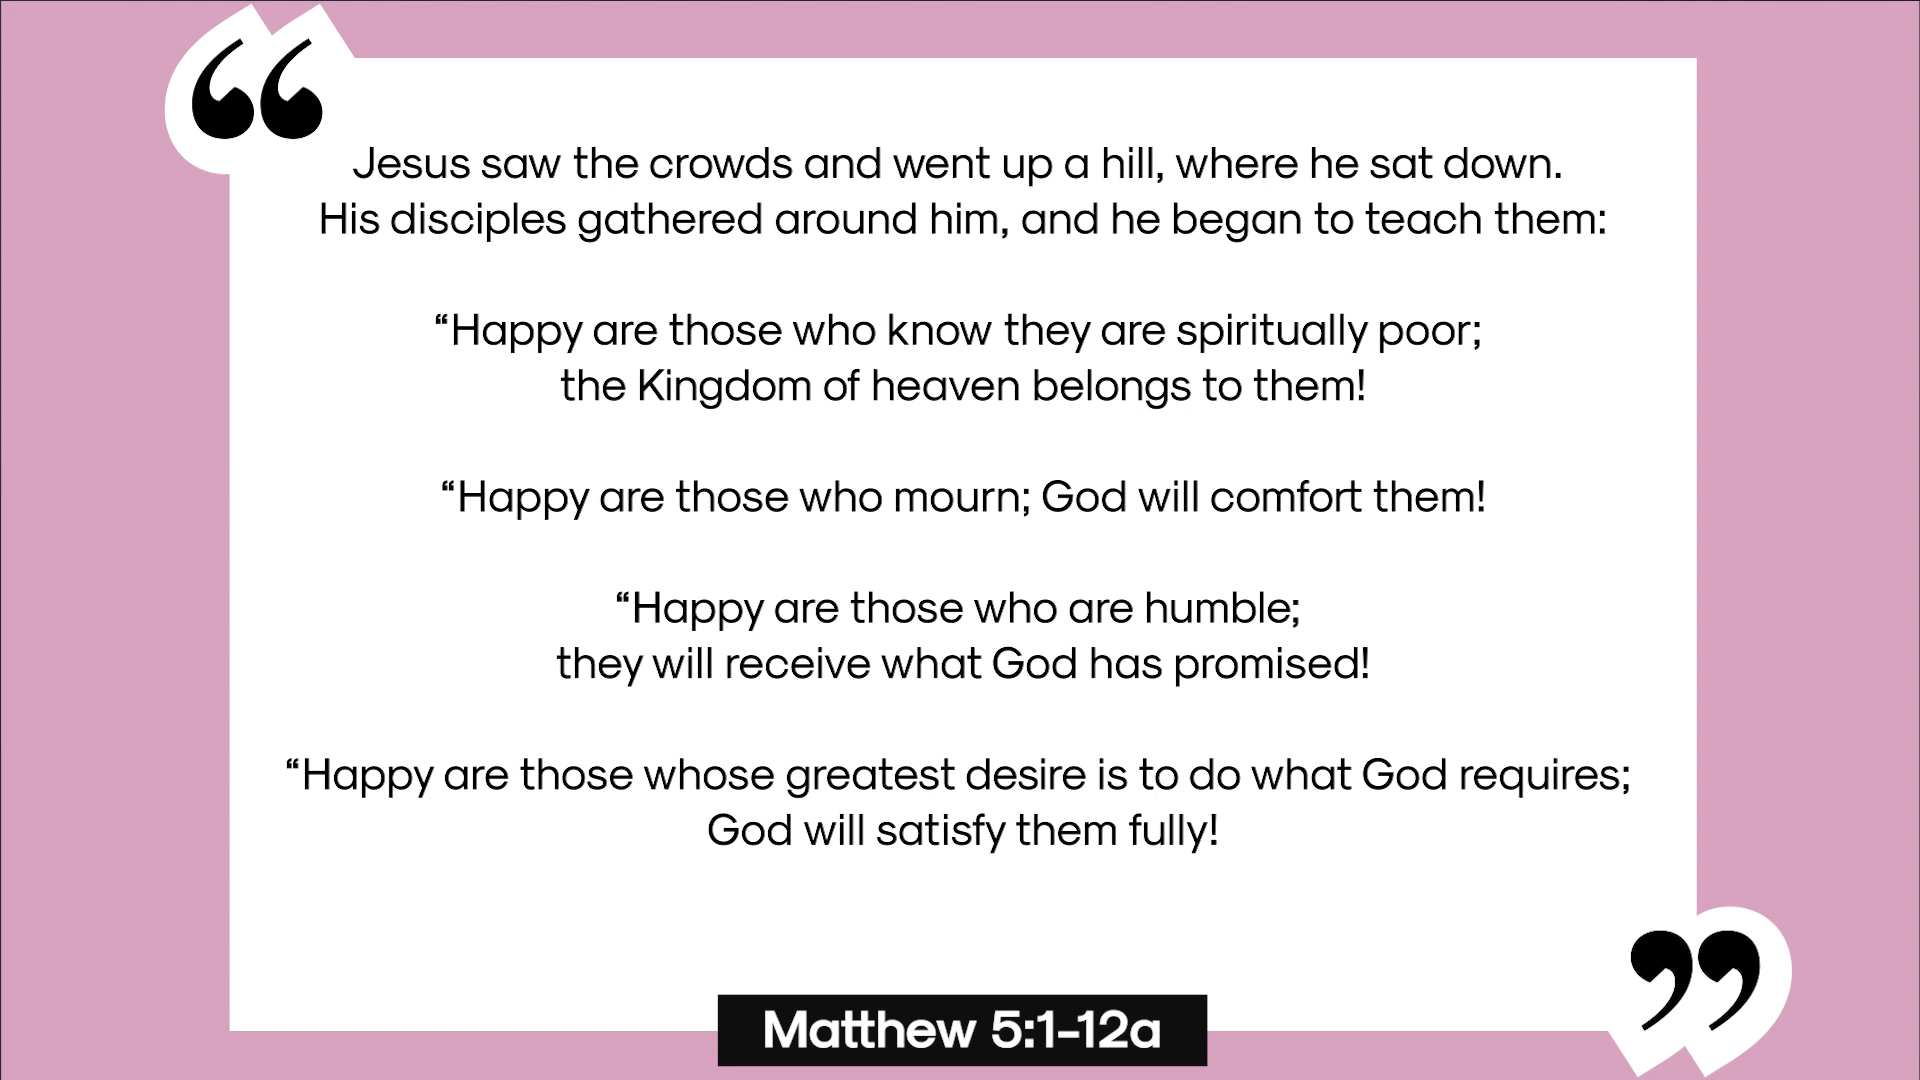 Jesus saw the crowds and went up a hill, where he sat down.
His disciples gathered around him, and he began to teach them:
“Happy are those who know they are spiritually poor;
the Kingdom of heaven belongs to them!
“Happy are those who mourn; God will comfort them!
“Happy are those who are humble;
they will receive what God has promised!
“Happy are those whose greatest desire is to do what God requires;
God will satisfy them fully!
Matthew 5:1-12a